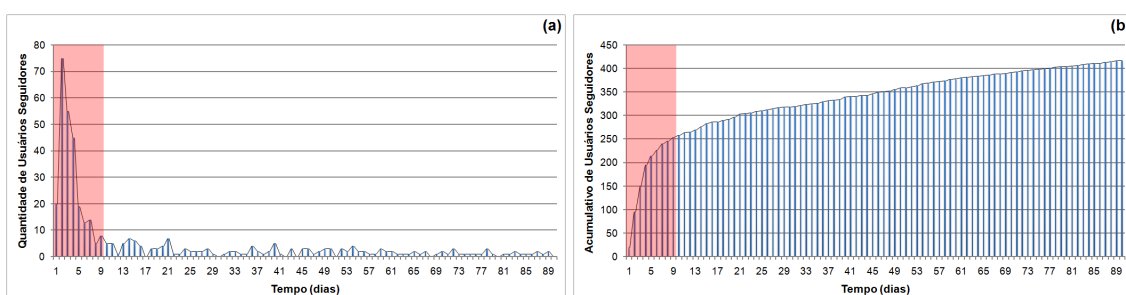 (a)
Quantidade de Usuários Seguidores
80
70
60
50
40
30
20
10
0
1 5 9 13 17 21 25 29 33 37 41 45 49 53 57 61 65 69 73 77 81 85 89
Tempo (dias)
(b
Acumulativo de Usuários Seguidores
450
400
350
300
250
200
150
100
50
0
1 5 9 13 17 21 25 29 33 37 41 45 49 53 57 61 65 69 73 77 81 85 89
Tempo (dias)